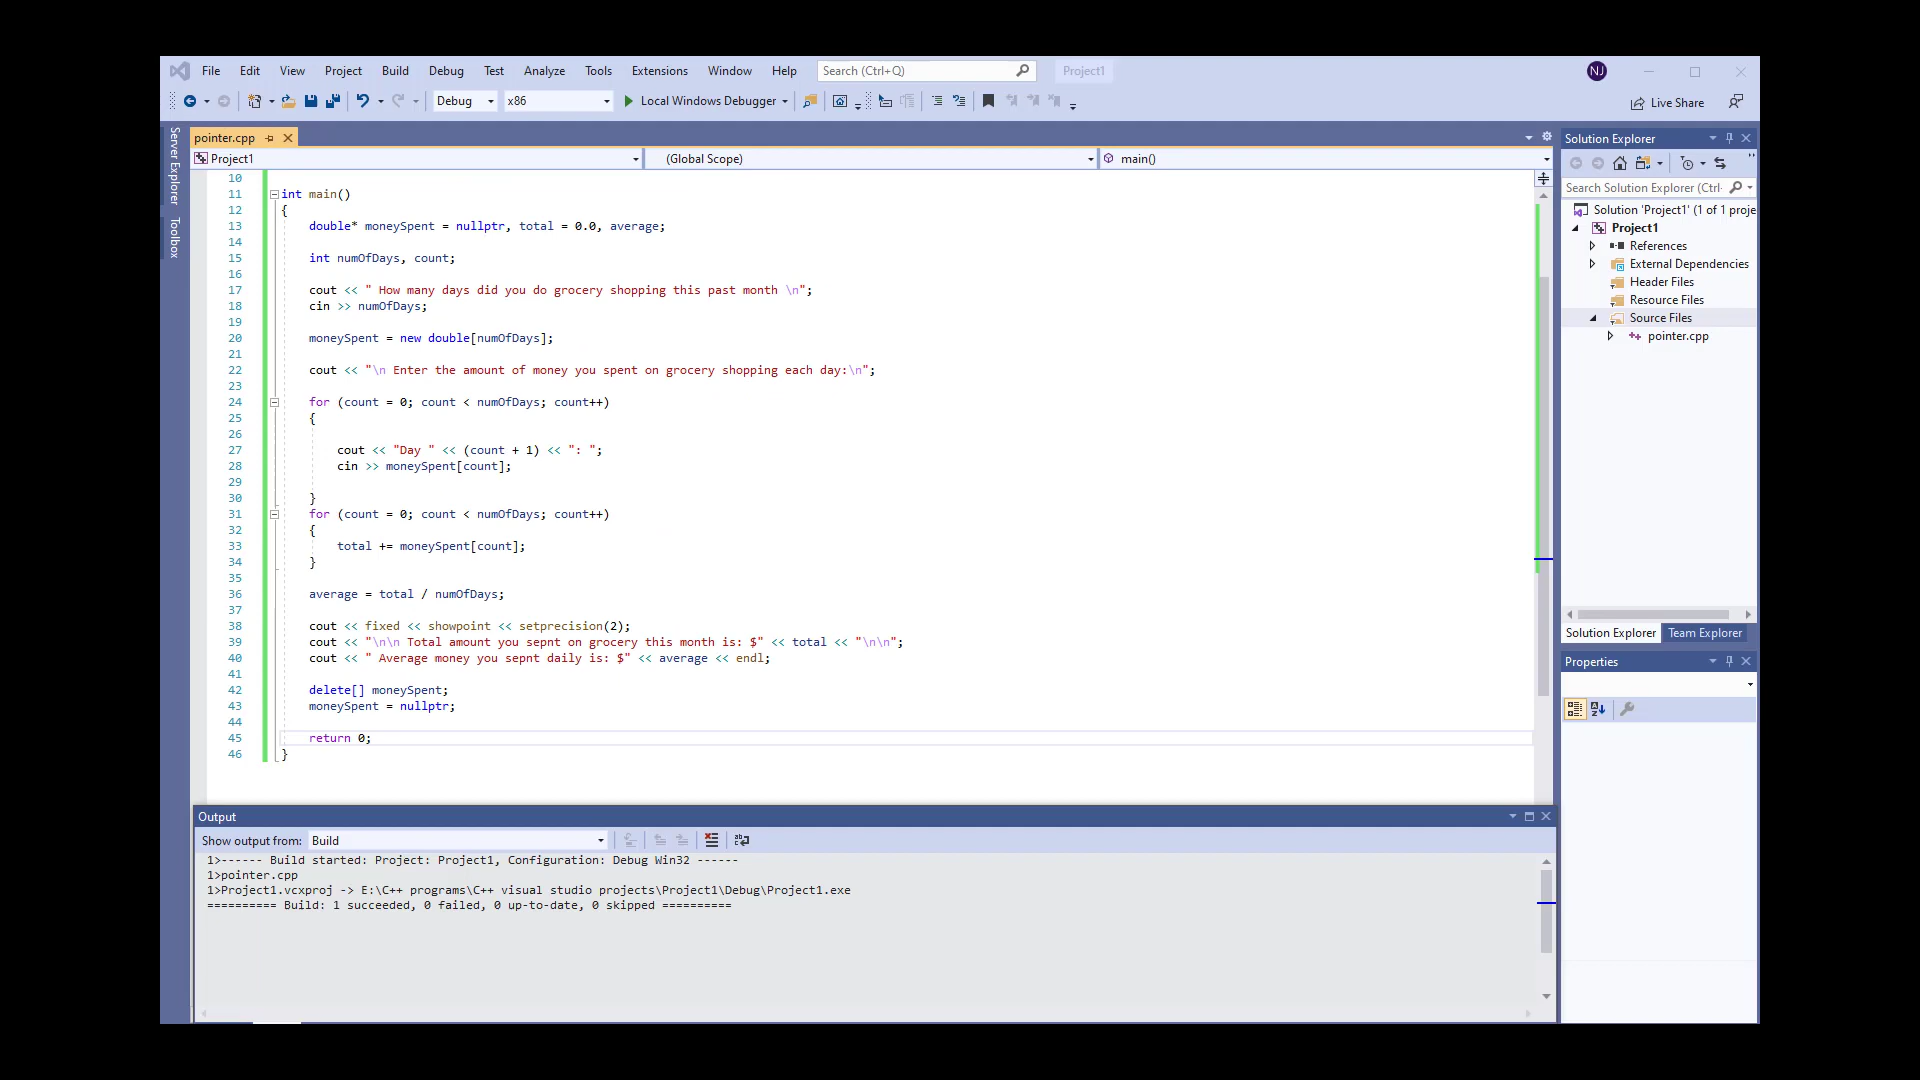 File Edit View Project Build Debug Test Analyze Tools Extensions Window Help Search (Ctrl+Q) Project1 NJ
Debug x86 Local Windows Debugger Live Share
Server Explorer
Toolbox
pointer.cpp
Project1 (Global Scope) main()
10
11 int main()
12 {
13 double* moneySpent = nullptr, total = 0.0, average;
14
15 int numOfDays, count;
16
17 cout << " How many days did you do grocery shopping this past month \n";
18 cin >> numOfDays;
19
20 moneySpent = new double[numOfDays];
21
22 cout << "\n Enter the amount of money you spent on grocery shopping each day:\n";
23
24 for (count = 0; count < numOfDays; count++)
25 {
26
27 cout << "Day " << (count + 1) << ": ";
28 cin >> moneySpent[count];
29
30 }
31 for (count = 0; count < numOfDays; count++)
32 {
33 total += moneySpent[count];
34 }
35
36 average = total / numOfDays;
37
38 cout << fixed << showpoint << setprecision(2);
39 cout << "\n\n Total amount you sepnt on grocery this month is: $" << total << "\n\n";
40 cout << " Average money you sepnt daily is: $" << average << endl;
41
42 delete[] moneySpent;
43 moneySpent = nullptr;
44
45 return 0;
46 }
Output
Show output from: Build
1>------ Build started: Project: Project1, Configuration: Debug Win32 ------
1>pointer.cpp
1>Project1.vcxproj -> E:\C++ programs\C++ visual studio projects\Project1\Debug\Project1.exe
========== Build: 1 succeeded, 0 failed, 0 up-to-date, 0 skipped ==========
Solution Explorer
Search Solution Explorer (Ctrl-
Solution 'Project1' (1 of 1 proje
Project1
References
External Dependencies
Header Files
Resource Files
Source Files
pointer.cpp
Solution Explorer Team Explorer
Properties